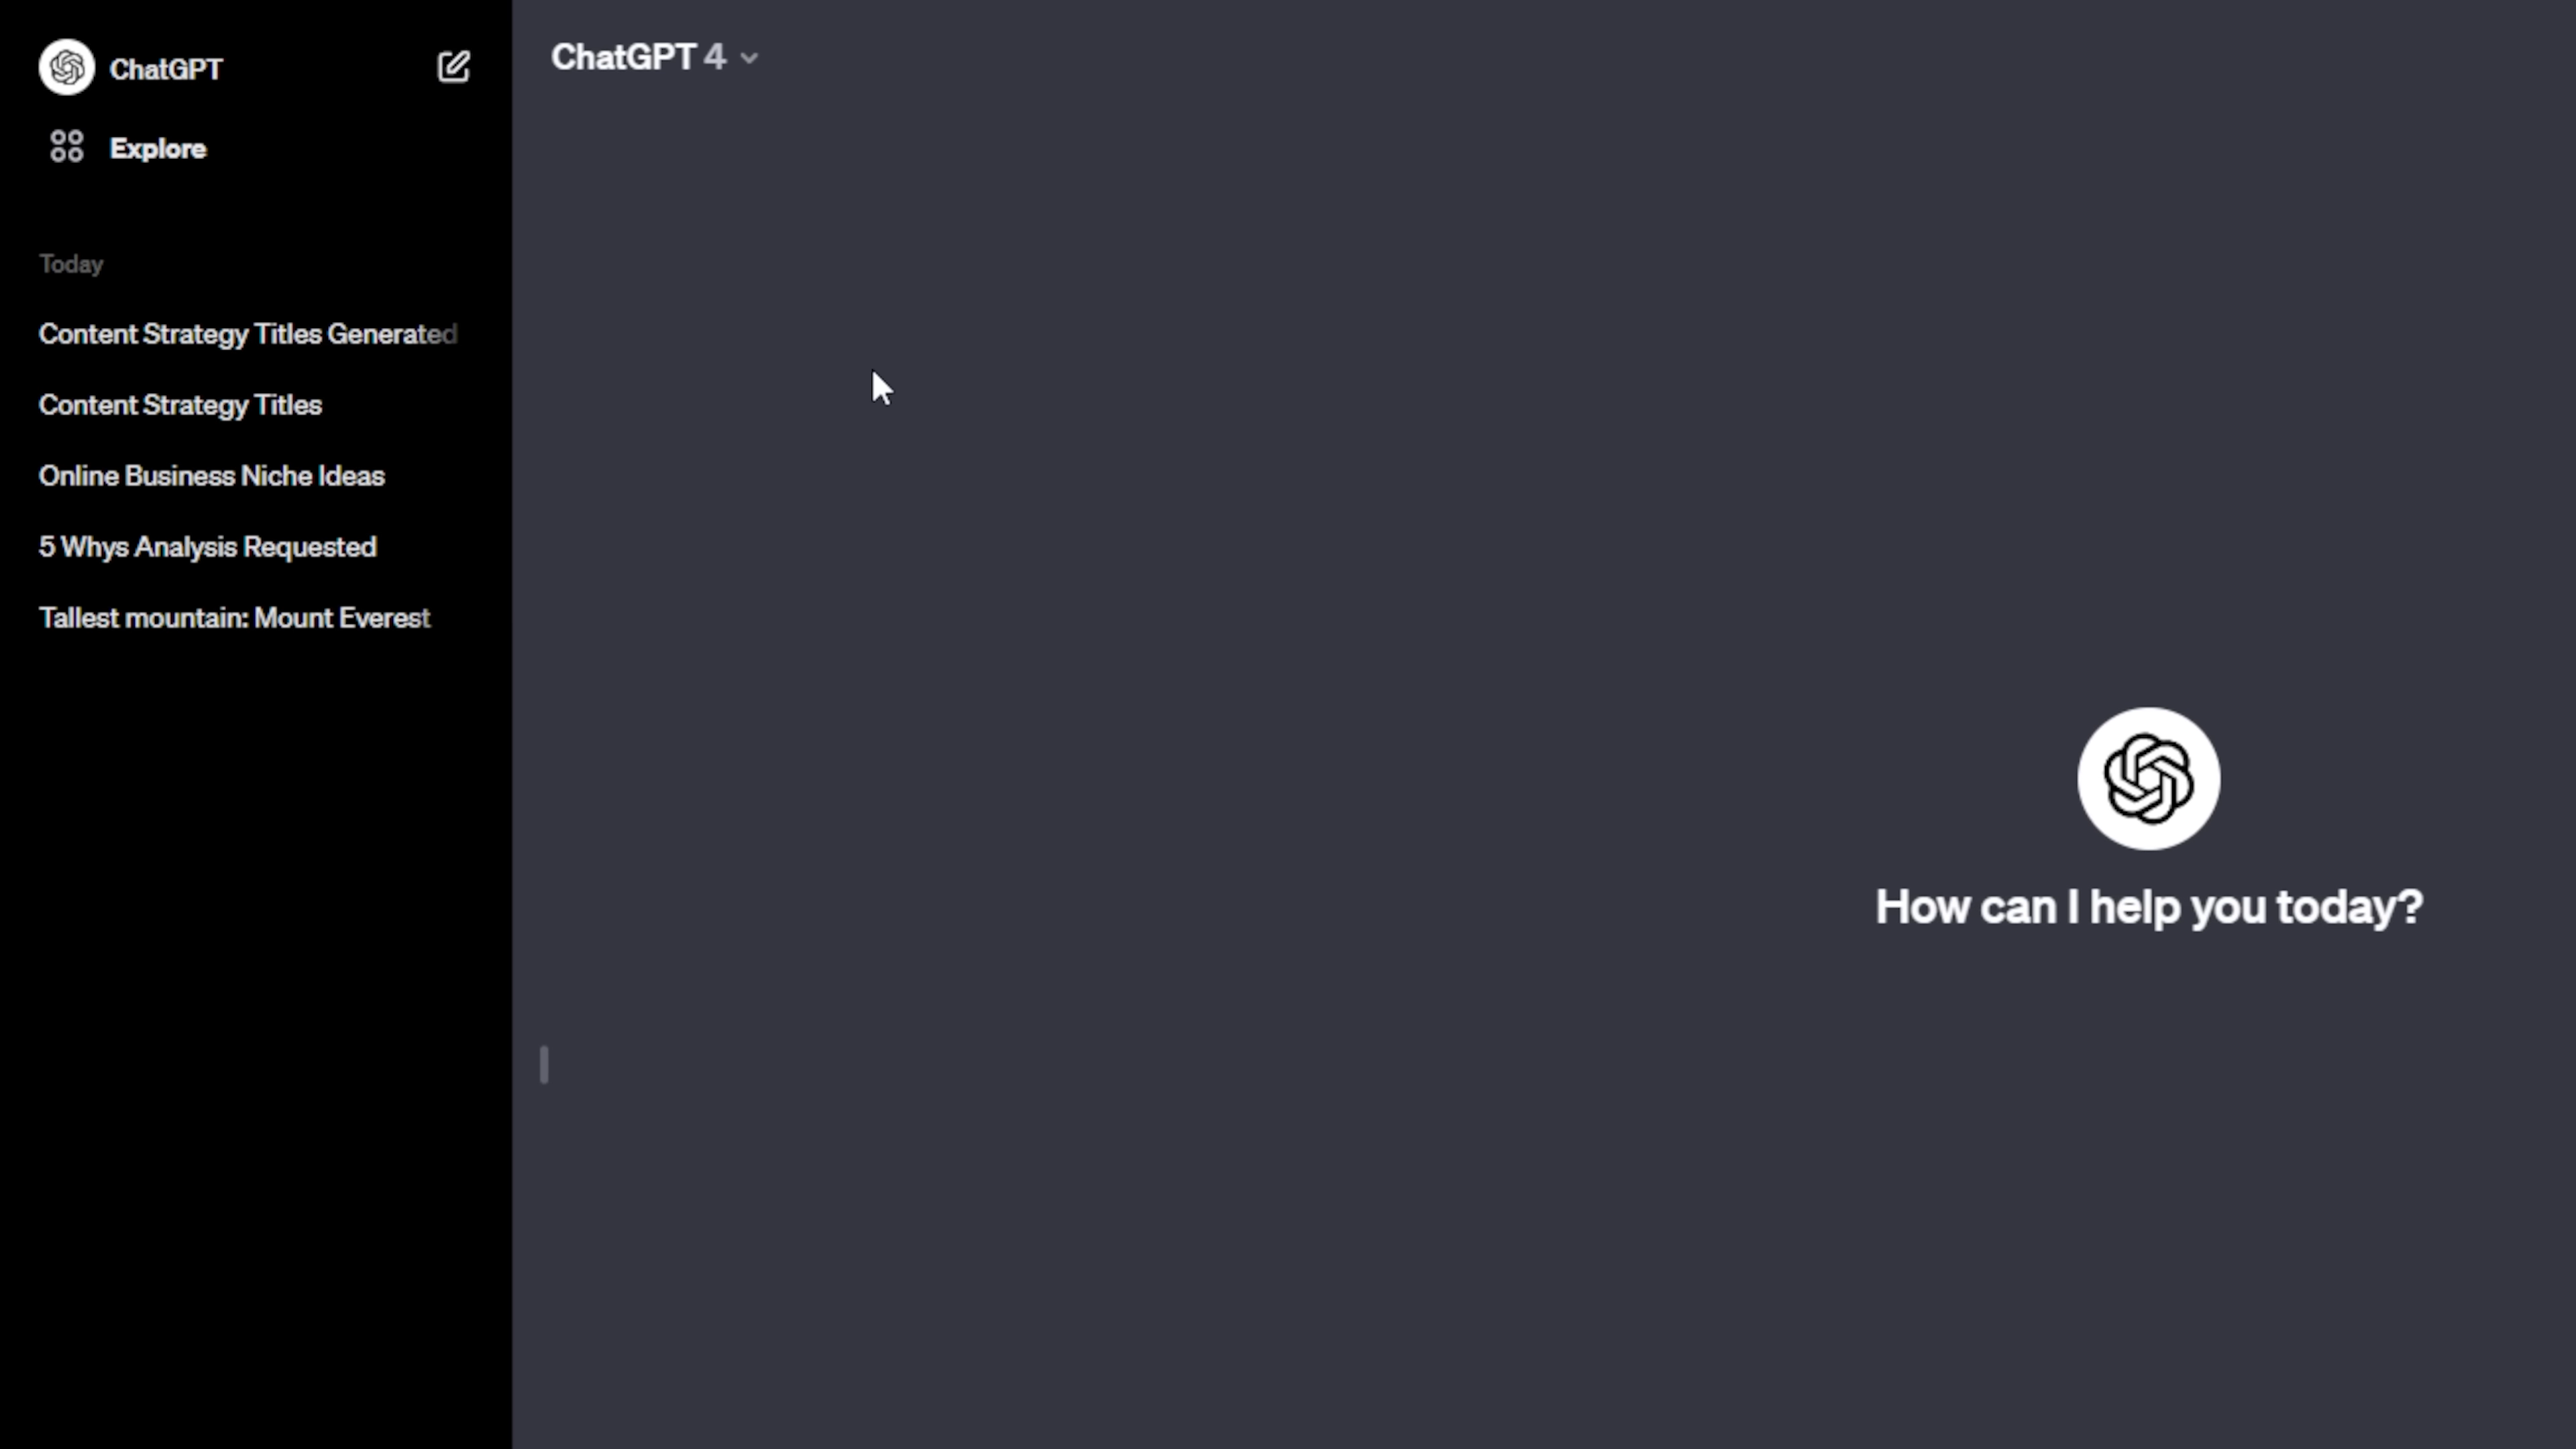 ChatGPT
Explore
Today
Content Strategy Titles Generated
Content Strategy Titles
Online Business Niche Ideas
5 Whys Analysis Requested
Tallest mountain: Mount Everest
ChatGPT 4
How can I help you today?